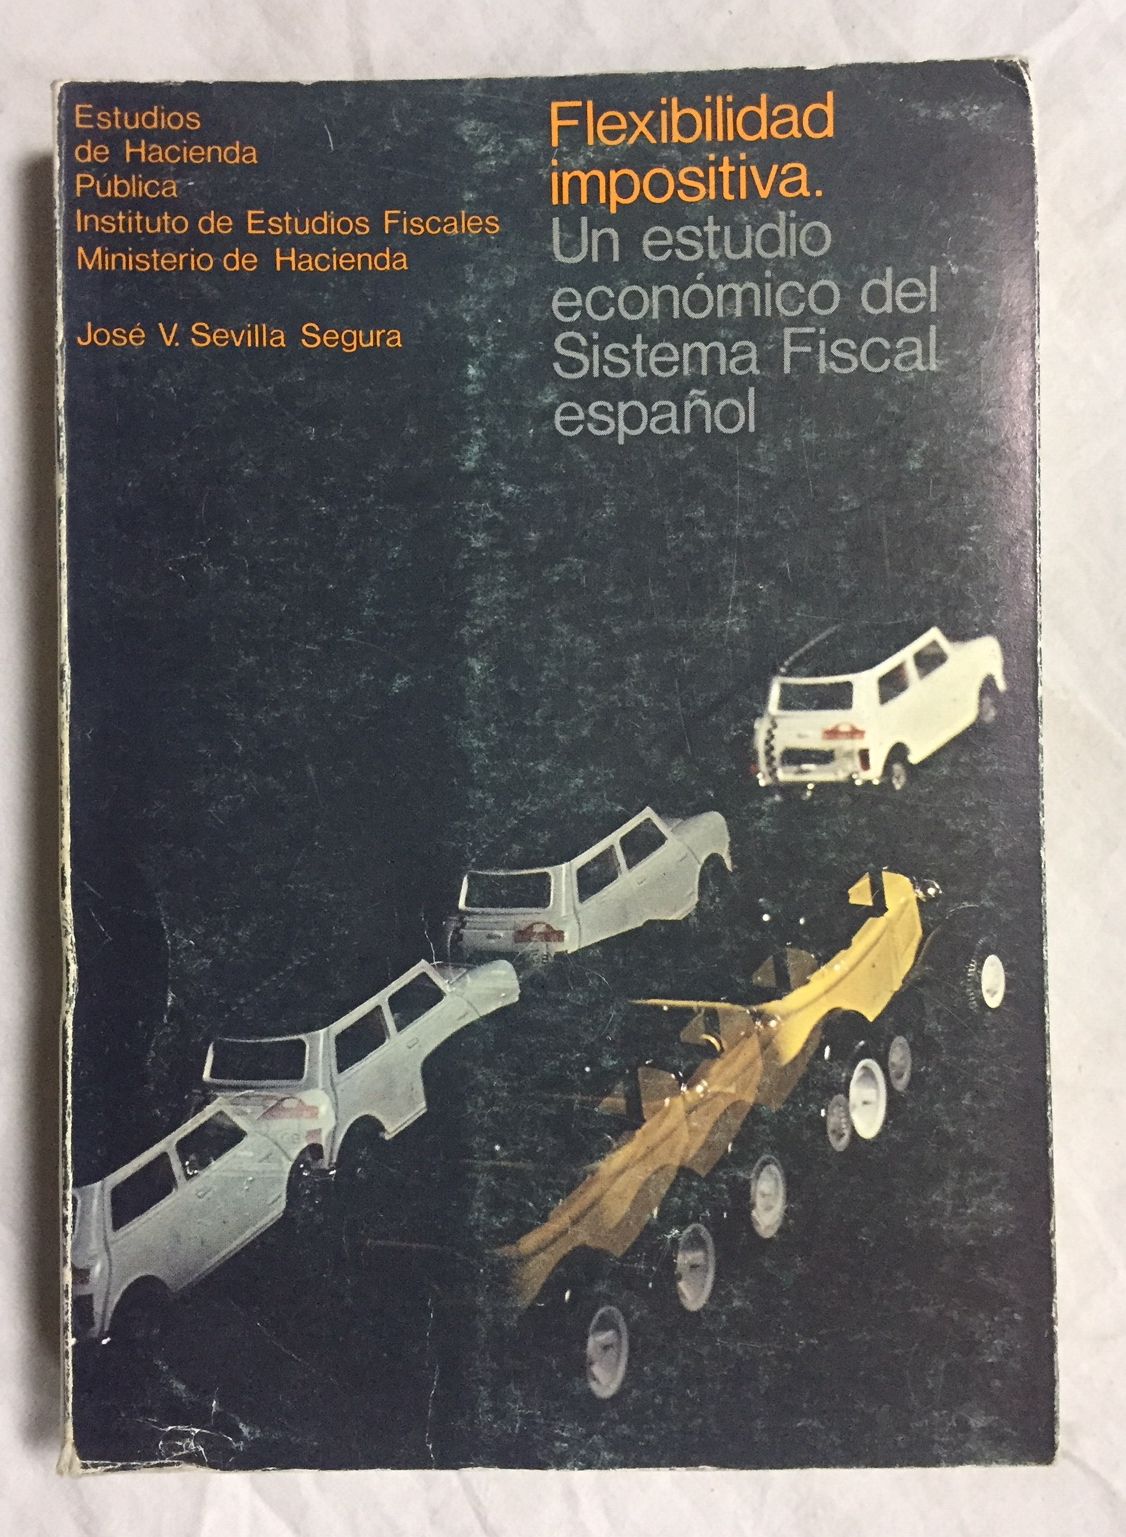 Estudios
de Hacienda
Pública
Instituto de Estudios Fiscales
Ministerio de Hacienda
José V. Sevilla Segura
Flexibilidad
impositiva.
Un estudio
económico del
Sistema Fiscal
español